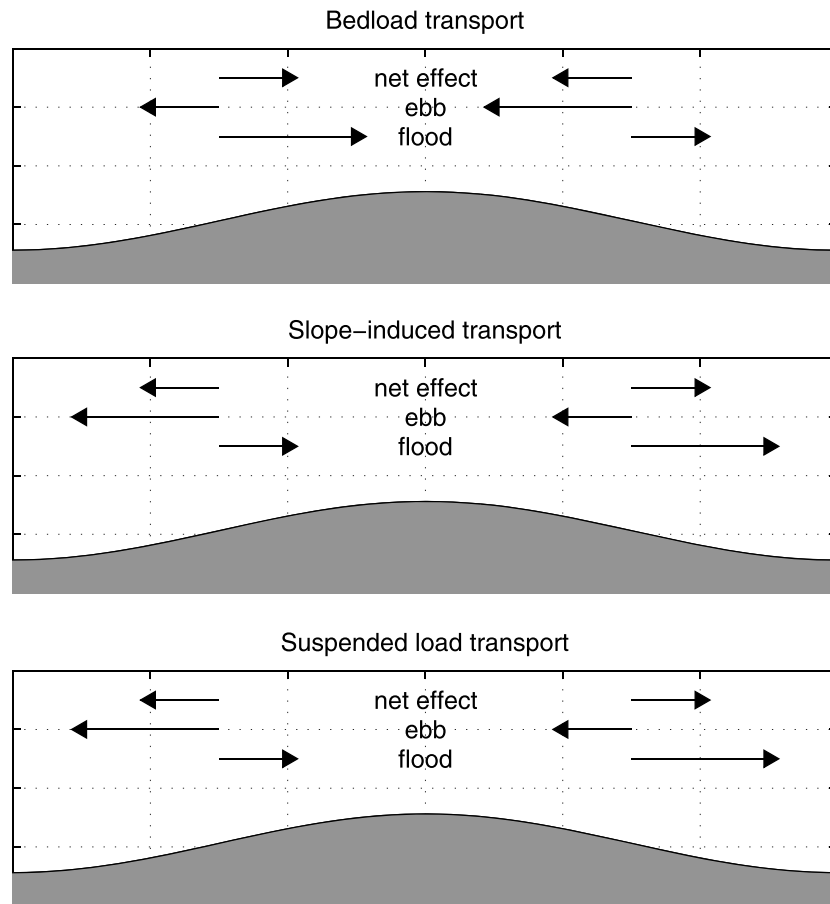 Bedload transport
net effect
ebb
flood
Slope−induced transport
net effect
ebb
flood
Suspended load transport
net effect
ebb
flood